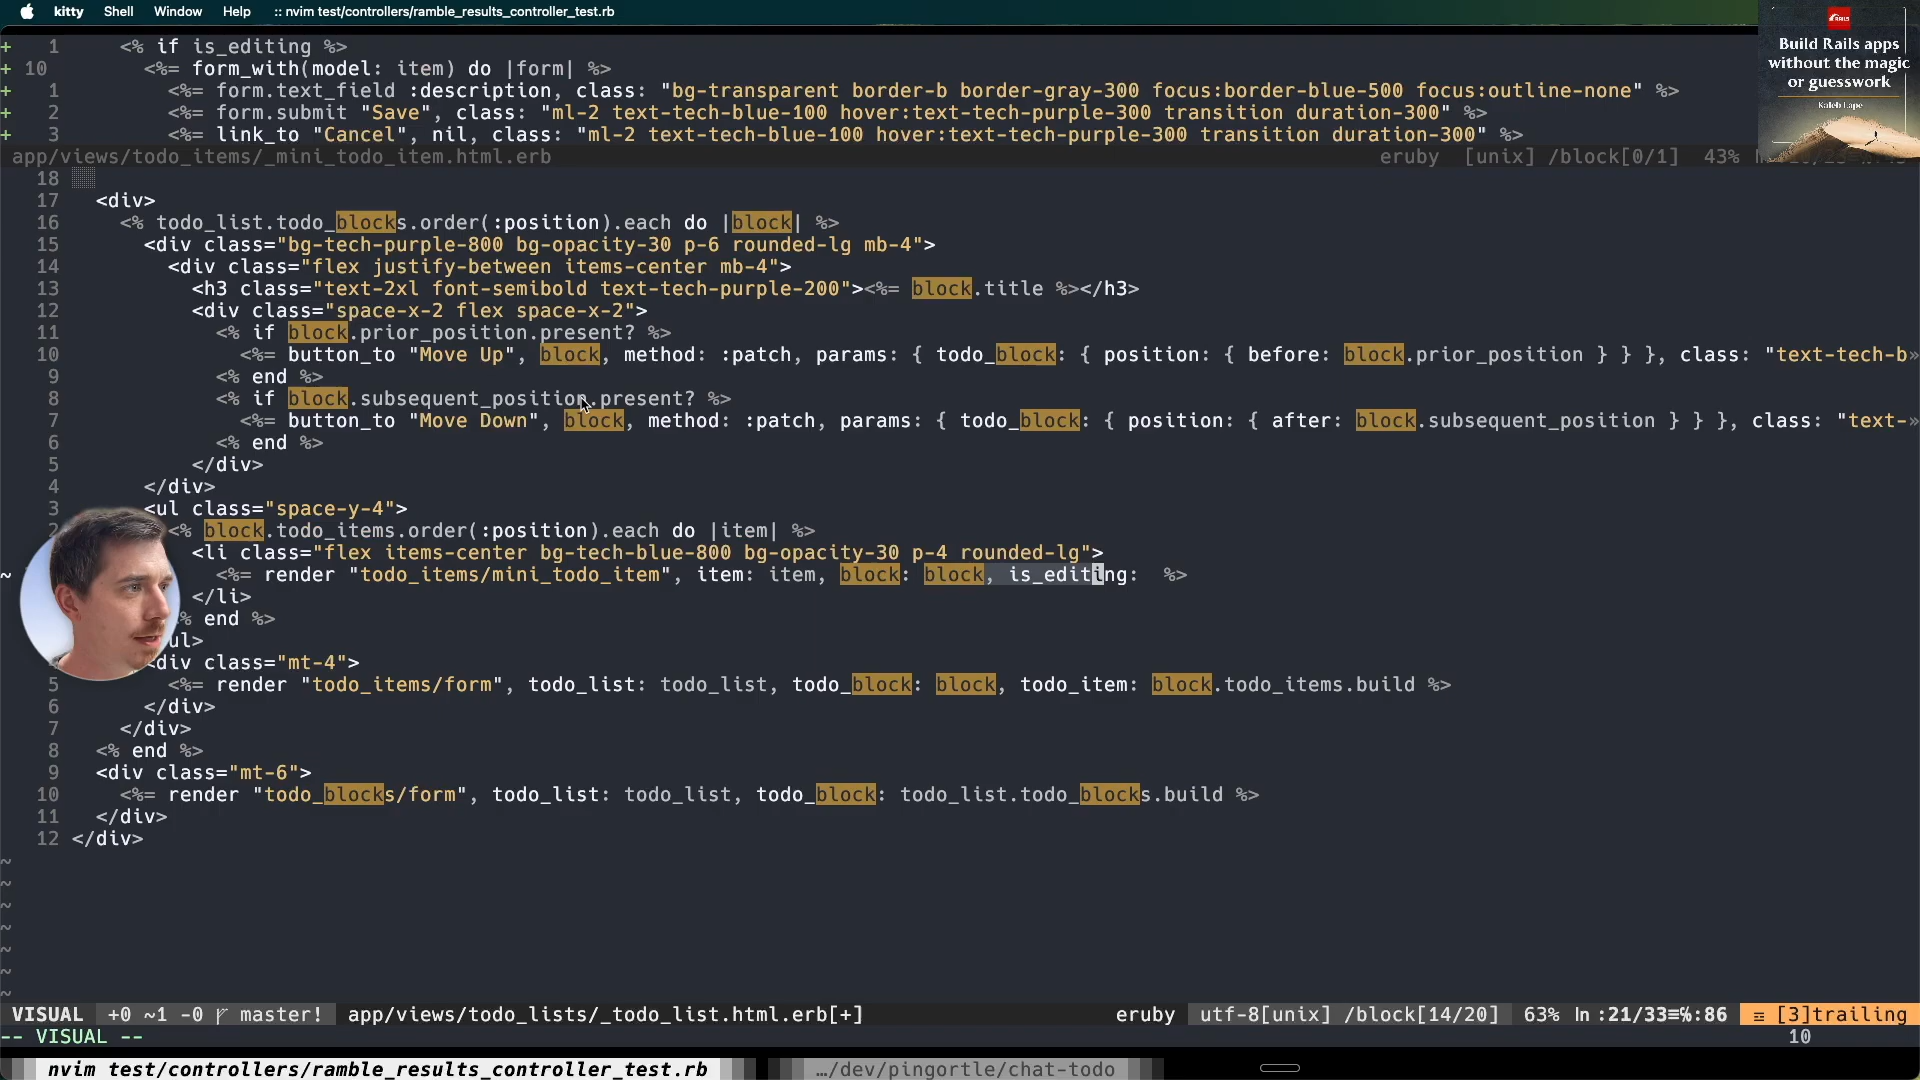 kitty Shell Window Help :: nvim test/controllers/ramble_results_controller_test.rb
RAILS
Build Rails apps
without the magic
or guesswork
Kaleb Lape
+ 1 <% if is_editing %>
+ 10 <%= form_with(model: item) do |form| %>
+ 1 <%= form.text_field :description, class: "bg-transparent border-b border-gray-300 focus:border-blue-500 focus:outline-none" %>
+ 2 <%= form.submit "Save", class: "ml-2 text-tech-blue-100 hover:text-tech-purple-300 transition duration-300" %>
+ 3 <%= link_to "Cancel", nil, class: "ml-2 text-tech-blue-100 hover:text-tech-purple-300 transition duration-300" %>
app/views/todo_items/_mini_todo_item.html.erb eruby [unix] /block[0/1] 43%
18
17 <div>
16 <% todo_list.todo_blocks.order(:position).each do |block| %>
15 <div class="bg-tech-purple-800 bg-opacity-30 p-6 rounded-lg mb-4">
14 <div class="flex justify-between items-center mb-4">
13 <h3 class="text-2xl font-semibold text-tech-purple-200"><%= block.title %></h3>
12 <div class="space-x-2 flex space-x-2">
11 <% if block.prior_position.present? %>
10 <%= button_to "Move Up", block, method: :patch, params: { todo_block: { position: { before: block.prior_position } } }, class: "text-tech-b»
9 <% end %>
8 <% if block.subsequent_position.present? %>
7 <%= button_to "Move Down", block, method: :patch, params: { todo_block: { position: { after: block.subsequent_position } } }, class: "text-»
6 <% end %>
5 </div>
4 </div>
3 <ul class="space-y-4">
2 <% block.todo_items.order(:position).each do |item| %>
<li class="flex items-center bg-tech-blue-800 bg-opacity-30 p-4 rounded-lg">
~ <%= render "todo_items/mini_todo_item", item: item, block: block, is_editing: %>
</li>
% end %>
ul>
div class="mt-4">
5 <%= render "todo_items/form", todo_list: todo_list, todo_block: block, todo_item: block.todo_items.build %>
6 </div>
7 </div>
8 <% end %>
9 <div class="mt-6">
10 <%= render "todo_blocks/form", todo_list: todo_list, todo_block: todo_list.todo_blocks.build %>
11 </div>
12 </div>
~
~
~
~
~
~
~
VISUAL +0 ~1 -0 master! app/views/todo_lists/_todo_list.html.erb[+] eruby utf-8[unix] /block[14/20] 63% ln :21/33≡%:86 ☲ [3]trailing
-- VISUAL -- 10
nvim test/controllers/ramble_results_controller_test.rb …/dev/pingortle/chat-todo